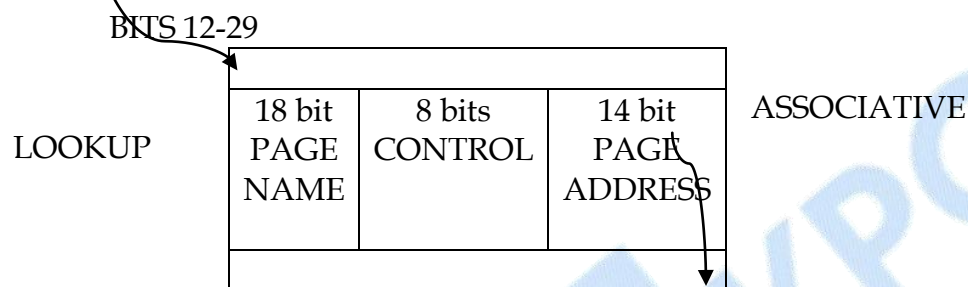 BITS 12-29
18 bit 8 bits 14 bit ASSOCIATIVE
LOOKUP PAGE CONTROL PAGE
NAME ADDRESS